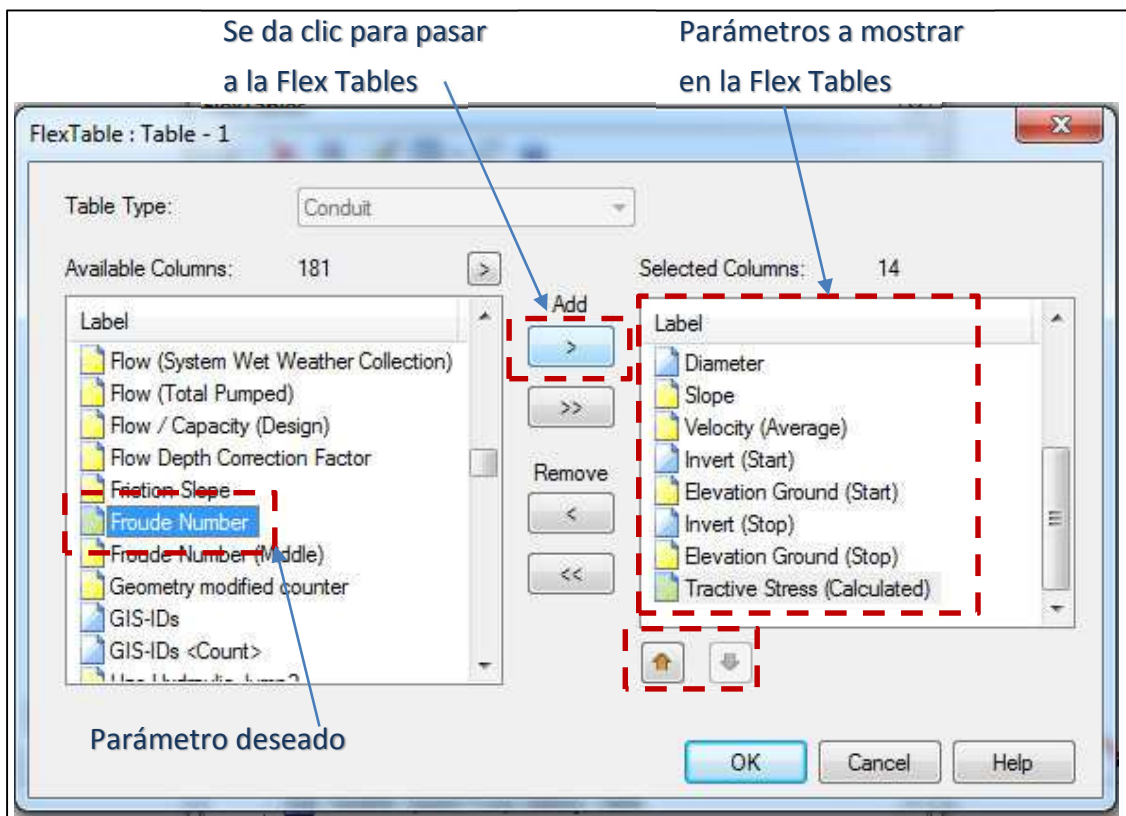 Se da clic para pasar
a la Flex Tables
Parámetros a mostrar
en la Flex Tables
FlexTable : Table - 1
Table Type:
Conduit
Available Columns:
181
>
Selected Columns:
14
Label
Flow (System Wet Weather Collection)
Flow (Total Pumped)
Flow / Capacity (Design)
Flow Depth Correction Factor
Friction Slope
Froude Number
Froude Number (Middle)
Geometry modified counter
GIS-IDs
GIS-IDs <Count>
Add
>
>>
Remove
<
<<
Label
Diameter
Slope
Velocity (Average)
Invert (Start)
Elevation Ground (Start)
Invert (Stop)
Elevation Ground (Stop)
Tractive Stress (Calculated)
Parámetro deseado
OK
Cancel
Help